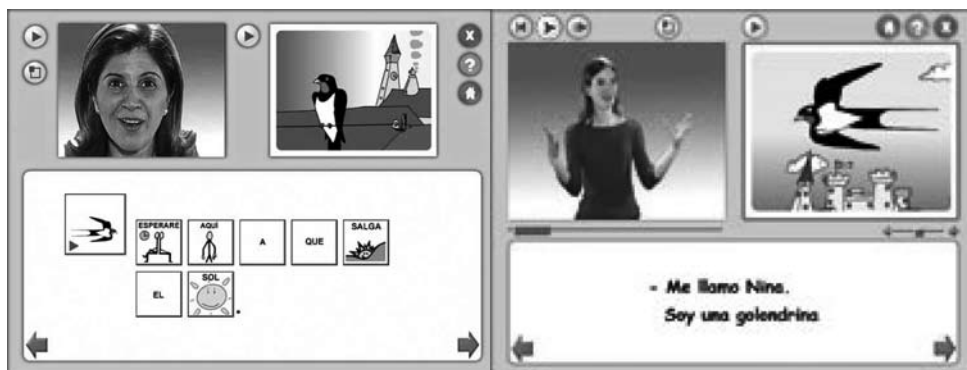 X
?
ESPERARÉ AQUÍ A QUE SALGA
EL SOL .
?
X
- Me llamo Nina.
Soy una golondrina